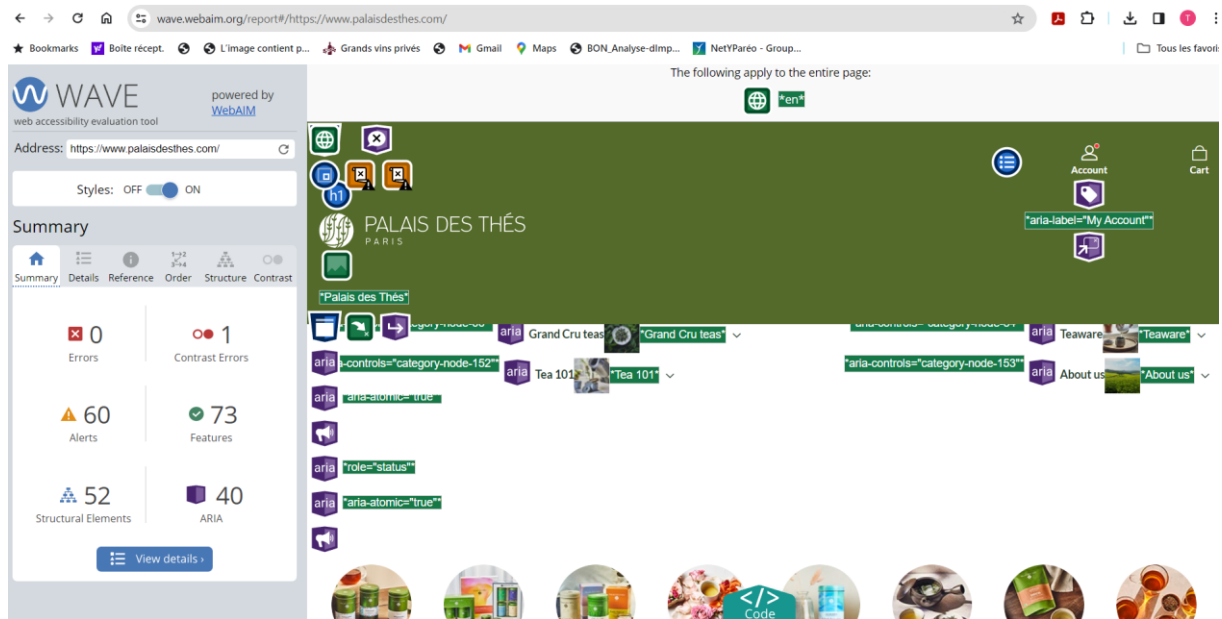 wave.webaim.org/report#/https://www.palaisdesthes.com/
Bookmarks Boîte récept. L'image contient p... Grands vins privés Gmail Maps BON_Analyse-dImp... NetYParéo - Group... Tous les favoris
WAVE
web accessibility evaluation tool
powered by
WebAIM
Address: https://www.palaisdesthes.com/
Styles: OFF ON
Summary
Summary Details Reference Order Structure Contrast
0
Errors
1
Contrast Errors
60
Alerts
73
Features
52
Structural Elements
40
ARIA
View details ›
The following apply to the entire page:
*en*
h1
PALAIS DES THÉS
PARIS
*Palais des Thés*
Account
Cart
*aria-label="My Account"*
aria Grand Cru teas *Grand Cru teas*
aria Teaware *Teaware*
aria -controls="category-node-152"* aria Tea 101 *Tea 101*
*aria-controls="category-node-153"* aria About us *About us*
aria *aria-atomic="true"*
aria *role="status"*
aria *aria-atomic="true"*
</>
Code